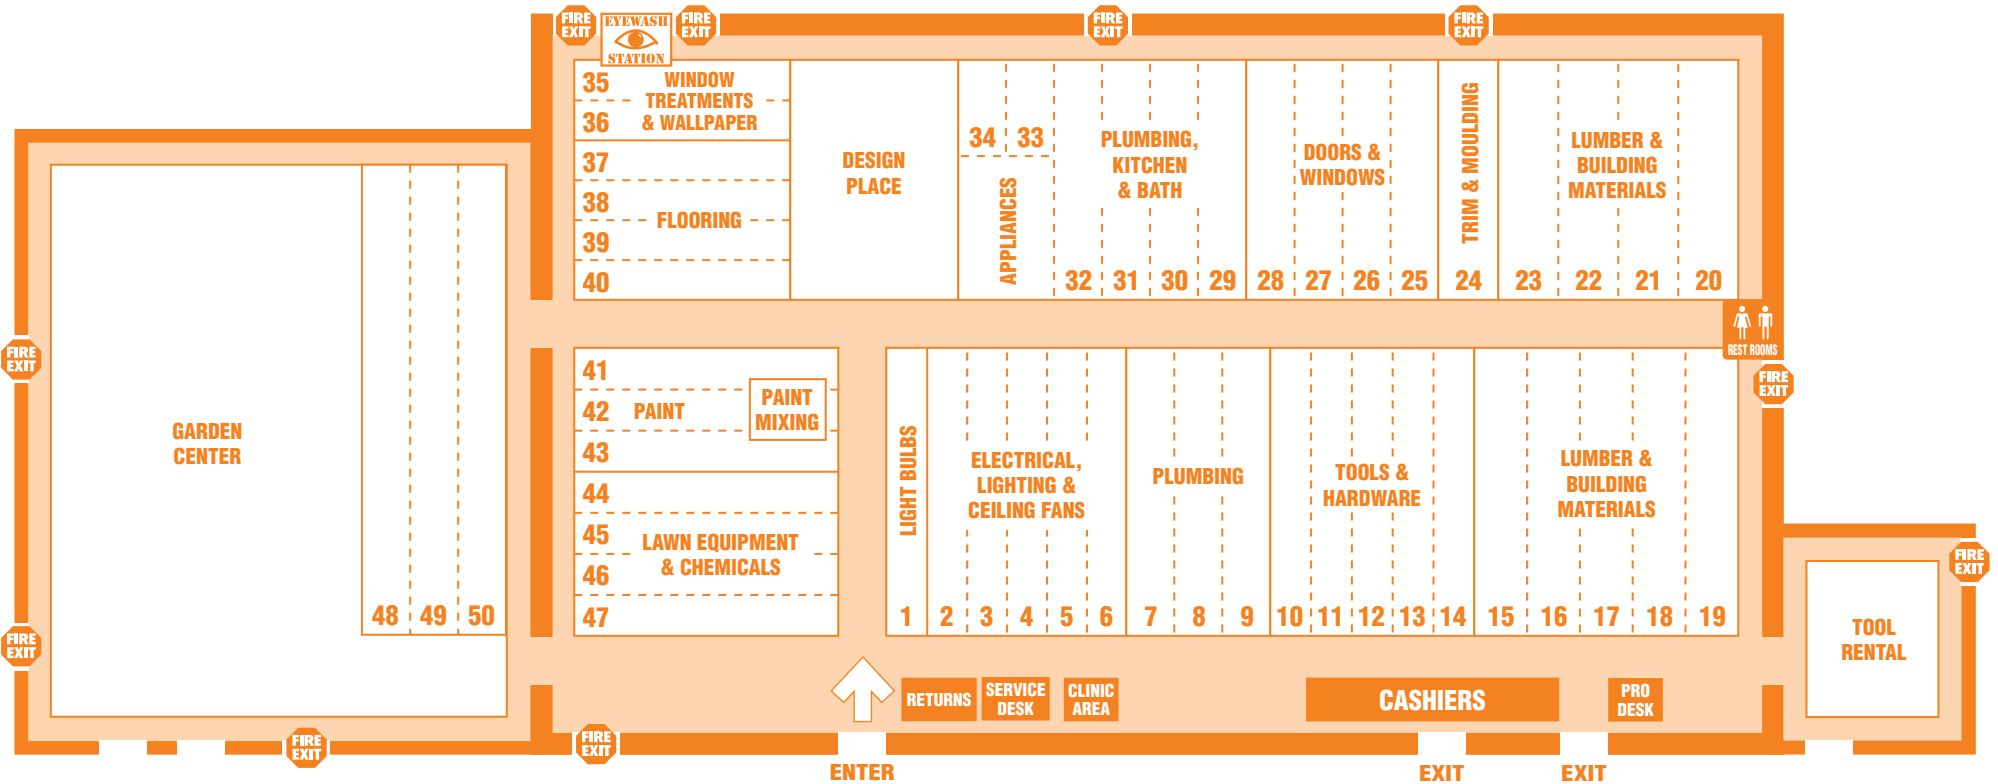 FIRE
EXIT
EYEWASH
STATION
FIRE
EXIT
FIRE
EXIT
FIRE
EXIT
35
36
WINDOW
TREATMENTS
& WALLPAPER
37
38
39
40
FLOORING
DESIGN
PLACE
34 33
APPLIANCES
PLUMBING,
KITCHEN
& BATH
32 31 30 29
DOORS &
WINDOWS
28 27 26 25
TRIM & MOULDING
24
LUMBER &
BUILDING
MATERIALS
23 22 21 20
REST ROOMS
FIRE
EXIT
FIRE
EXIT
GARDEN
CENTER
48 49 50
FIRE
EXIT
FIRE
EXIT
41
42
43
PAINT
PAINT
MIXING
44
45
46
47
LAWN EQUIPMENT
& CHEMICALS
LIGHT BULBS
1
ELECTRICAL,
LIGHTING &
CEILING FANS
2 3 4 5 6
PLUMBING
7 8 9
TOOLS &
HARDWARE
10 11 12 13 14
LUMBER &
BUILDING
MATERIALS
15 16 17 18 19
FIRE
EXIT
TOOL
RENTAL
FIRE
EXIT
RETURNS
SERVICE
DESK
CLINIC
AREA
CASHIERS
PRO
DESK
ENTER
EXIT
EXIT